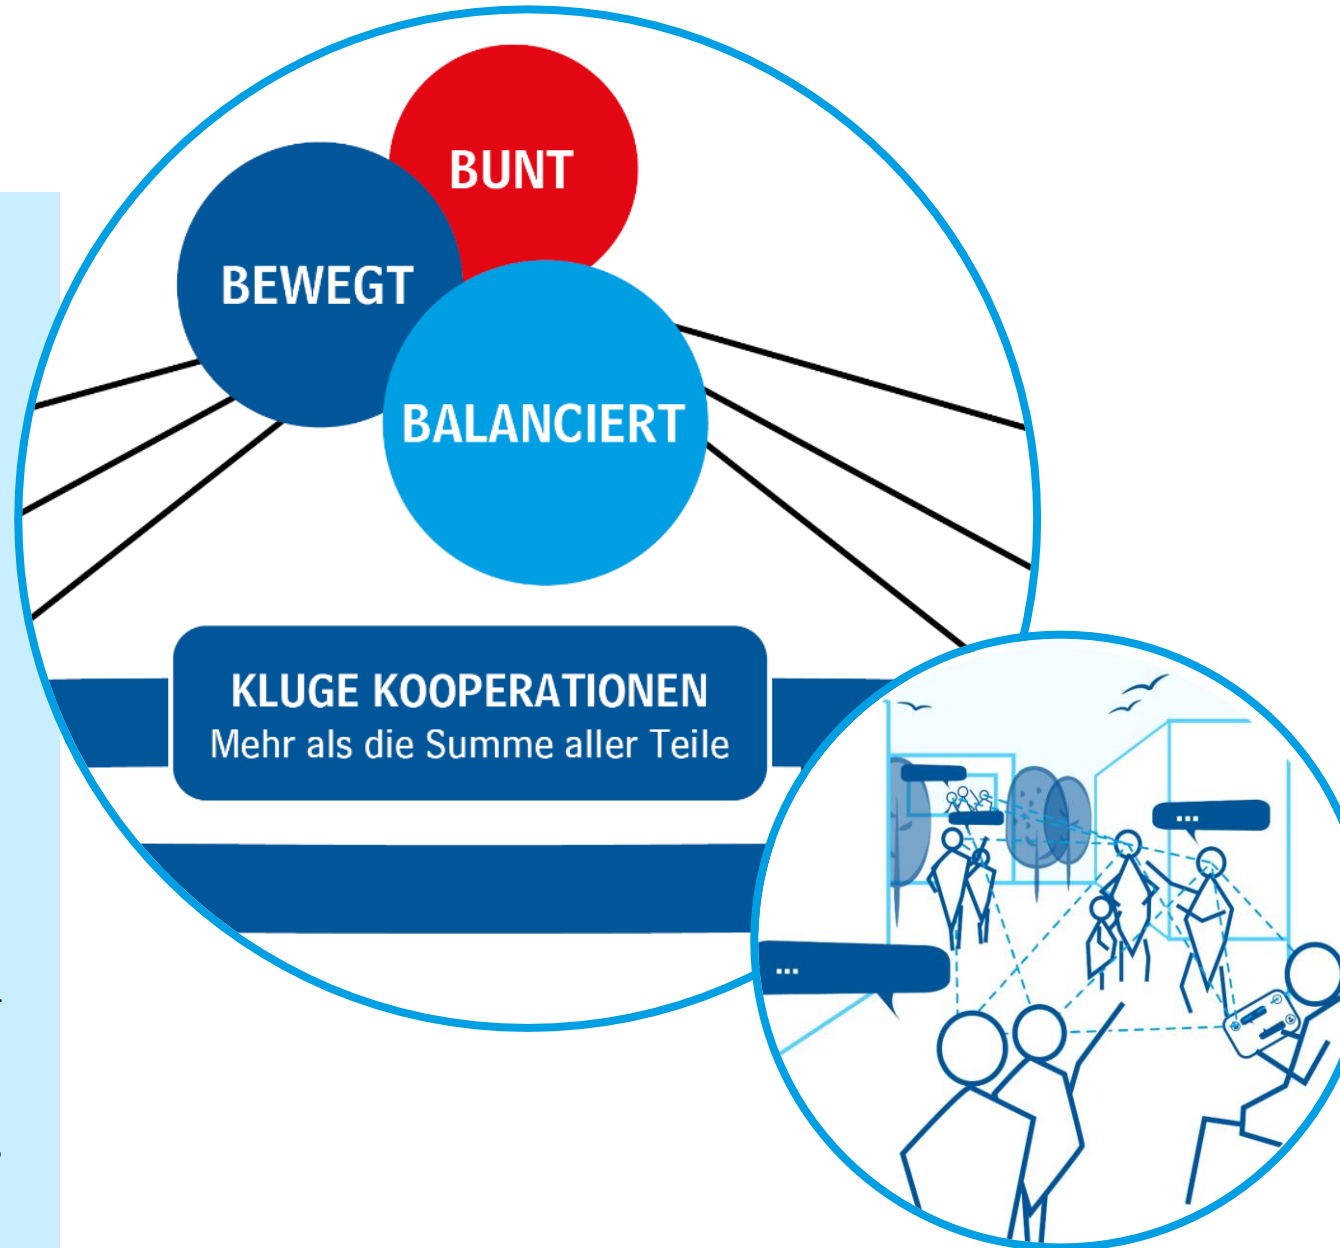 BUNT
BEWEGT
BALANCIERT
KLUGE KOOPERATIONEN
Mehr als die Summe aller Teile
...
...